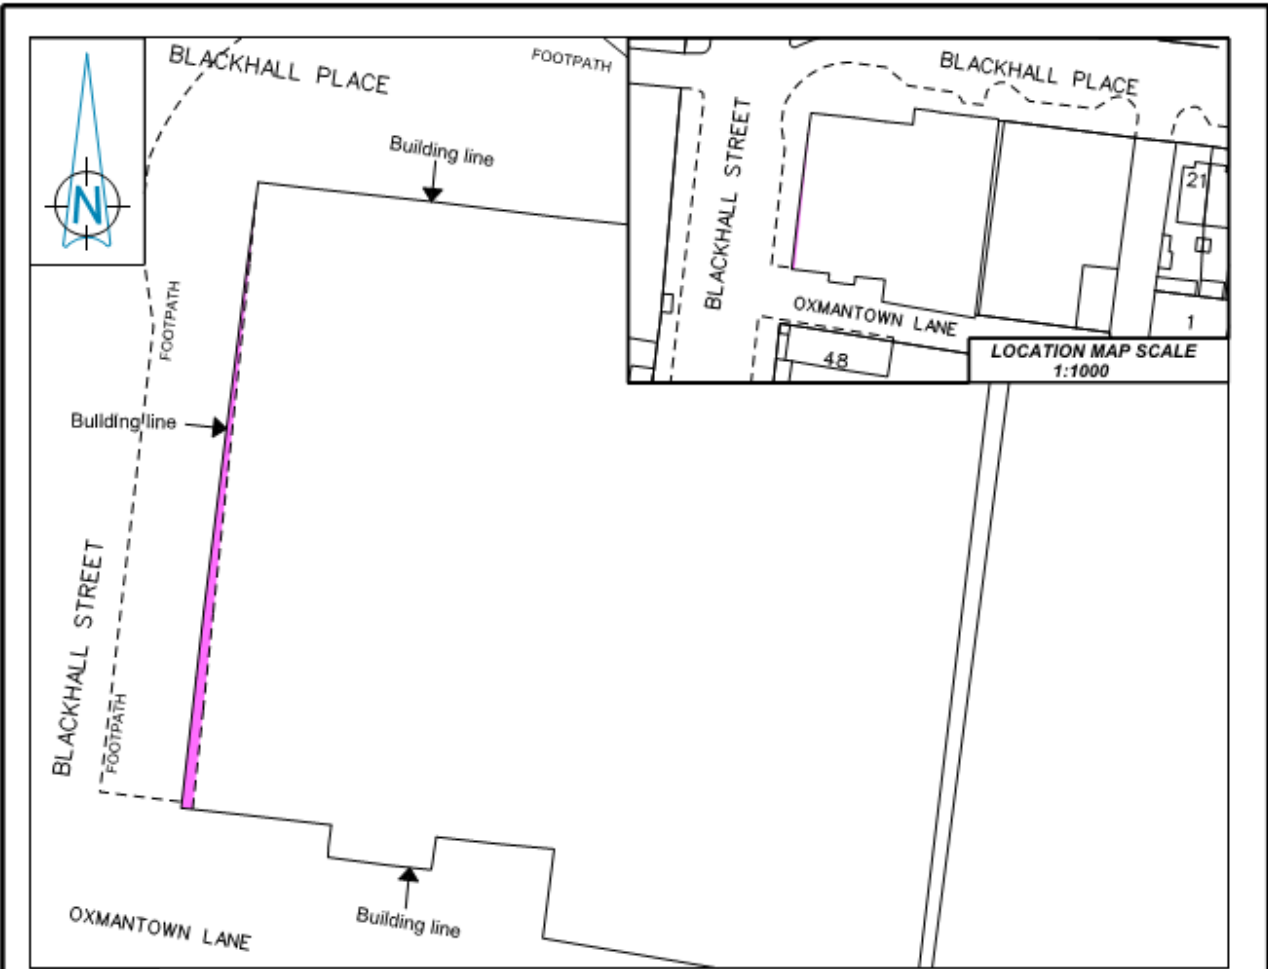 BLACKHALL PLACE
FOOTPATH
N
Building line
FOOTPATH
Building line
BLACKHALL STREET
FOOTPATH
Building line
OXMANTOWN LANE
BLACKHALL PLACE
BLACKHALL STREET
21
OXMANTOWN LANE
1
48
LOCATION MAP SCALE
1:1000